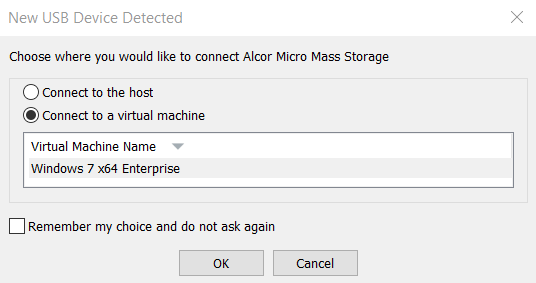 New USB Device Detected
Choose where you would like to connect Alcor Micro Mass Storage
Connect to the host
Connect to a virtual machine
Virtual Machine Name
Windows 7 x64 Enterprise
Remember my choice and do not ask again
OK Cancel